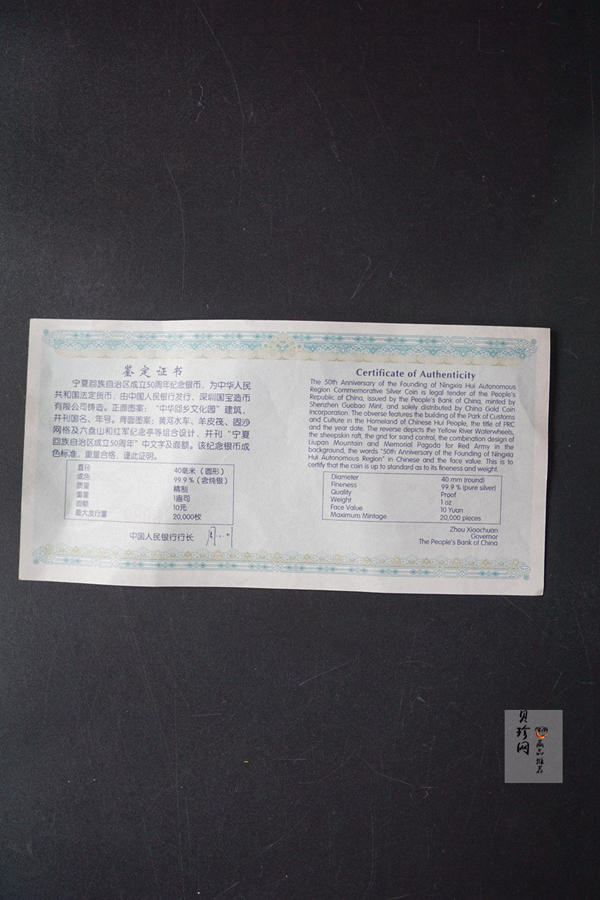 鉴定证书
宁夏回族自治区成立50周年纪念银币，为中华人民
共和国法定货币，由中国人民银行发行，深圳国宝造币
有限公司铸造。正面图案：“中华回乡文化园”建筑，
并刊国名、年号。背面图案：黄河水车、羊皮筏、固沙
网格及六盘山和红军纪念亭等组合设计，并刊“宁夏
回族自治区成立50周年”中文字及面额。该纪念银币成
色标准，重量合格，谨此证明。
直径 40毫米（圆形）
成色 99.9％（含纯银）
质量 精制
重量 1盎司
面额 10元
最大发行量 20,000枚
中国人民银行行长
Certificate of Authenticity
The 50th Anniversary of the Founding of Ningxia Hui Autonomous
Region Commemorative Silver Coin is legal tender of the People's
Republic of China, issued by the People's Bank of China, minted by
Shenzhen Guobao Mint, and solely distributed by China Gold Coin
Incorporation. The obverse features the building of the Park of Customs
and Culture in the Homeland of Chinese Hui People, the title of PRC
and the year date. The reverse depicts the Yellow River Waterwheels,
the sheepskin raft, the grid for sand control, the combination design of
Liupan Mountain and Memorial Pagoda for Red Army in the
background, the words "50th Anniversary of the Founding of Ningxia
Hui Autonomous Region" in Chinese and the face value. This is to
certify that the coin is up to standard as to its fineness and weight.
Diameter 40 mm (round)
Fineness 99.9 % (pure silver)
Quality Proof
Weight 1 oz
Face Value 10 Yuan
Maximum Mintage 20,000 pieces
Zhou Xiaochuan
Governor
The People's Bank of China
贝珍网
藏品推荐